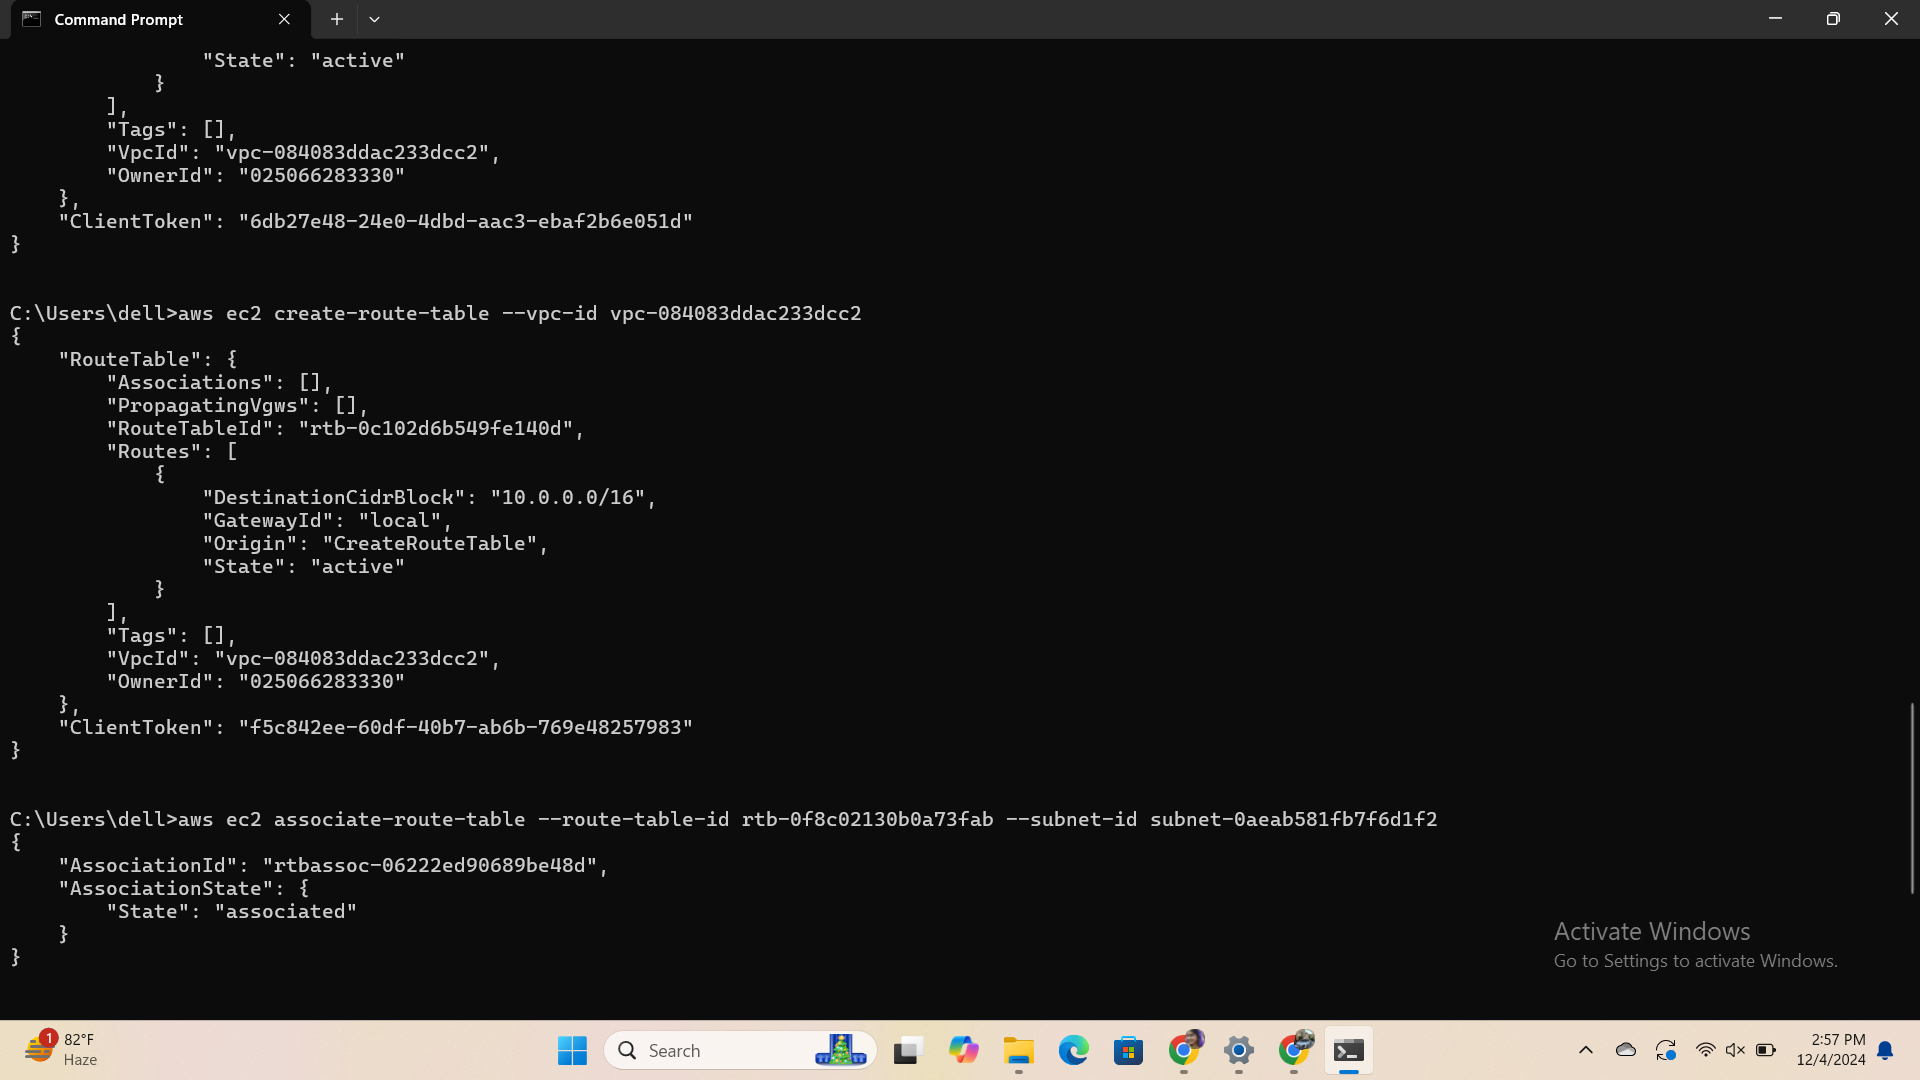 Command Prompt
"State": "active"
}
],
"Tags": [],
"VpcId": "vpc-084083ddac233dcc2",
"OwnerId": "025066283330"
},
"ClientToken": "6db27e48-24e0-4dbd-aac3-ebaf2b6e051d"
}
C:\Users\dell>aws ec2 create-route-table --vpc-id vpc-084083ddac233dcc2
{
"RouteTable": {
"Associations": [],
"PropagatingVgws": [],
"RouteTableId": "rtb-0c102d6b549fe140d",
"Routes": [
{
"DestinationCidrBlock": "10.0.0.0/16",
"GatewayId": "local",
"Origin": "CreateRouteTable",
"State": "active"
}
],
"Tags": [],
"VpcId": "vpc-084083ddac233dcc2",
"OwnerId": "025066283330"
},
"ClientToken": "f5c842ee-60df-40b7-ab6b-769e48257983"
}
C:\Users\dell>aws ec2 associate-route-table --route-table-id rtb-0f8c02130b0a73fab --subnet-id subnet-0aeab581fb7f6d1f2
{
"AssociationId": "rtbassoc-06222ed90689be48d",
"AssociationState": {
"State": "associated"
}
}
Activate Windows
Go to Settings to activate Windows.
1
82°F
Haze
Search
2:57 PM
12/4/2024